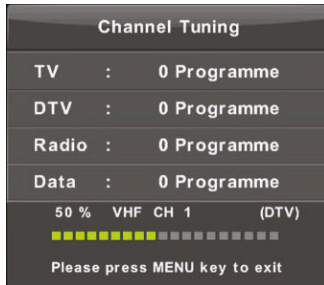 Channel Tuning
TV : 0 Programme
DTV : 0 Programme
Radio : 0 Programme
Data : 0 Programme
50 % VHF CH 1 (DTV)
Please press MENU key to exit